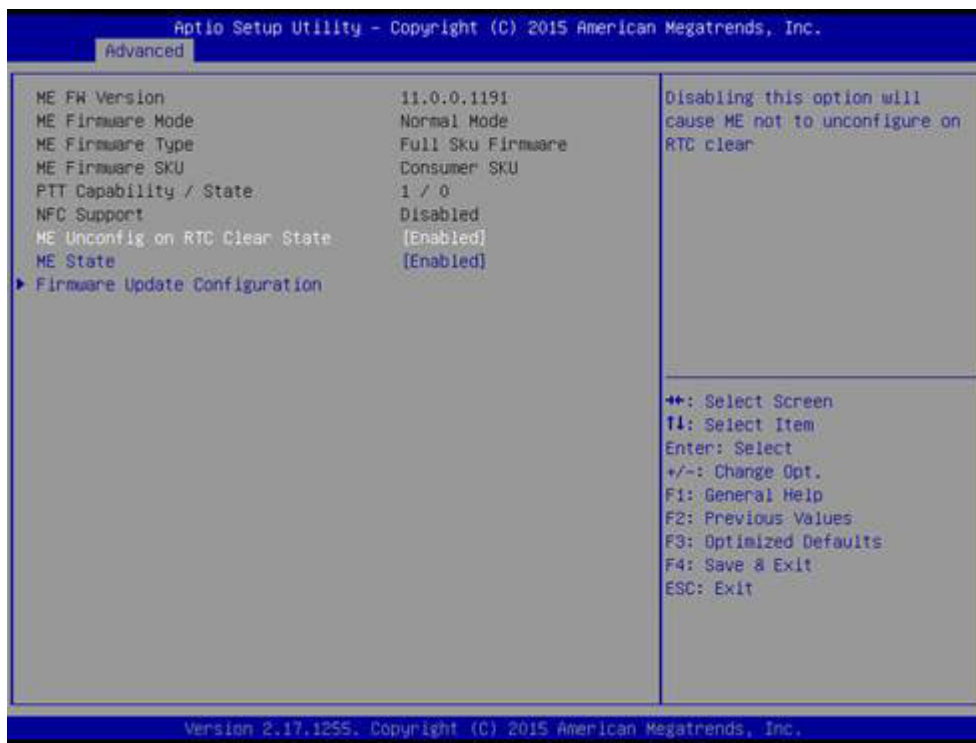 Aptio Setup Utility – Copyright (C) 2015 American Megatrends, Inc.
Advanced
ME FW Version 11.0.0.1191
ME Firmware Mode Normal Mode
ME Firmware Type Full Sku Firmware
ME Firmware SKU Consumer SKU
PTT Capability / State 1 / 0
NFC Support Disabled
ME Unconfig on RTC Clear State [Enabled]
ME State [Enabled]
▶ Firmware Update Configuration
Disabling this option will
cause ME not to unconfigure on
RTC clear
→←: Select Screen
↑↓: Select Item
Enter: Select
+/-: Change Opt.
F1: General Help
F2: Previous Values
F3: Optimized Defaults
F4: Save & Exit
ESC: Exit
Version 2.17.1255. Copyright (C) 2015 American Megatrends, Inc.